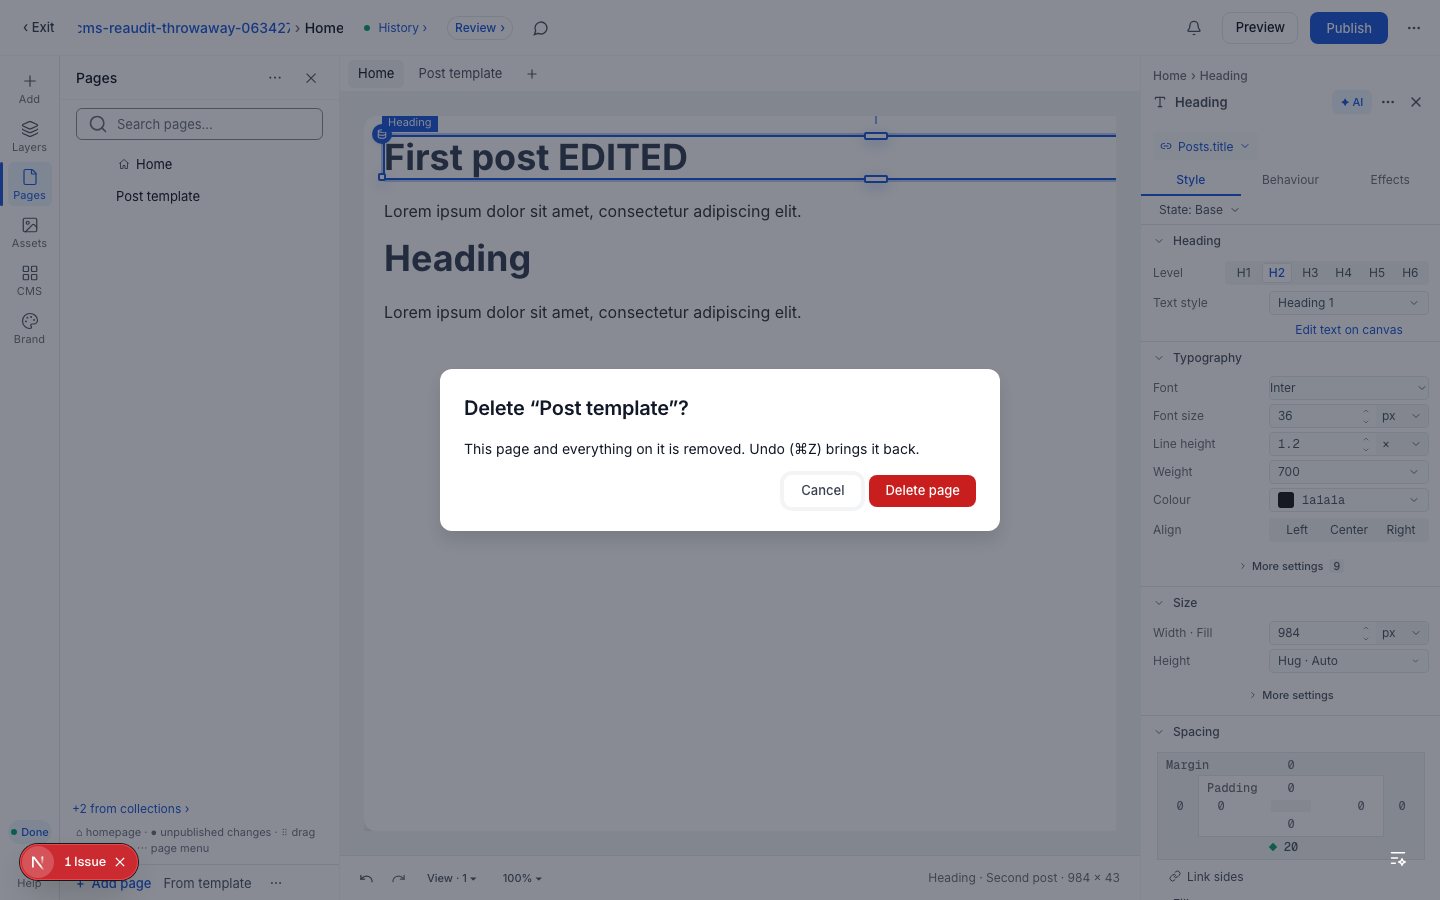 ‹ Exit
cms-reaudit-throwaway-063427 › Home
History ›
Review ›
Preview
Publish
Add
Layers
Pages
Assets
CMS
Brand
Done
Help
Pages
Search pages...
Home
Post template
+2 from collections ›
⌂ homepage · ● unpublished changes · ⠿ drag
··· page menu
1 Issue
+ Add page
From template
Home
Post template
Heading
First post EDITED
Lorem ipsum dolor sit amet, consectetur adipiscing elit.
Heading
Lorem ipsum dolor sit amet, consectetur adipiscing elit.
Delete “Post template”?
This page and everything on it is removed. Undo (⌘Z) brings it back.
Cancel
Delete page
View · 1
100%
Heading · Second post · 984 × 43
Home › Heading
Heading
AI
Posts.title
Style
Behaviour
Effects
State: Base
Heading
Level H1 H2 H3 H4 H5 H6
Text style Heading 1
Edit text on canvas
Typography
Font Inter
Font size 36 px
Line height 1.2 ×
Weight 700
Colour 1a1a1a
Align Left Center Right
More settings 9
Size
Width · Fill 984 px
Height Hug · Auto
More settings
Spacing
Margin 0
Padding 0
0 0 0 0
0
20
Link sides